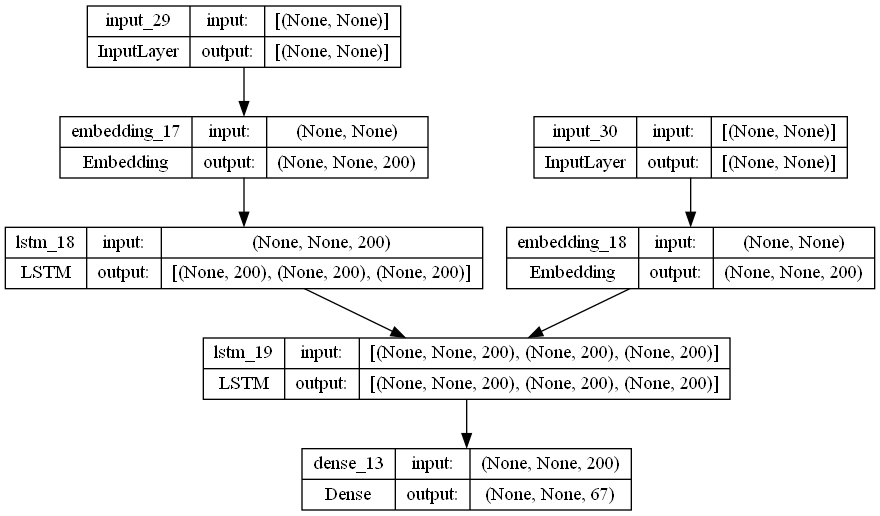 input_29 input: [(None, None)]
InputLayer output: [(None, None)]
embedding_17 input: (None, None)
Embedding output: (None, None, 200)
input_30 input: [(None, None)]
InputLayer output: [(None, None)]
lstm_18 input: (None, None, 200)
LSTM output: [(None, 200), (None, 200), (None, 200)]
embedding_18 input: (None, None)
Embedding output: (None, None, 200)
lstm_19 input: [(None, None, 200), (None, 200), (None, 200)]
LSTM output: [(None, None, 200), (None, 200), (None, 200)]
dense_13 input: (None, None, 200)
Dense output: (None, None, 67)